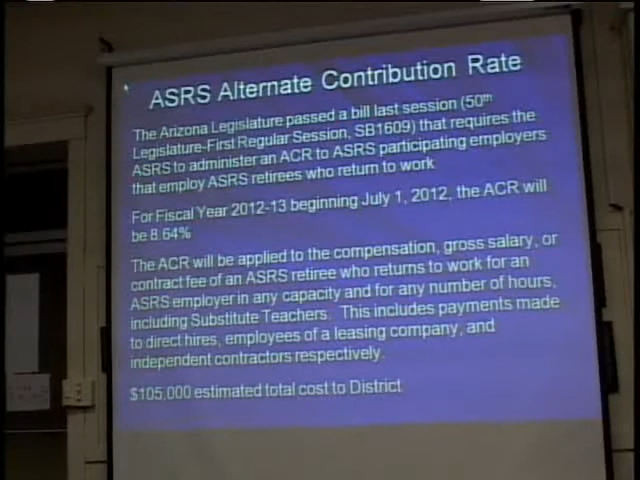 ASRS Alternate Contribution Rate
The Arizona Legislature passed a bill last session (50th
Legislature-First Regular Session, SB1609) that requires the
ASRS to administer an ACR to ASRS participating employers
that employ ASRS retirees who return to work
For Fiscal Year 2012-13 beginning July 1, 2012, the ACR will
be 8.64%
The ACR will be applied to the compensation, gross salary, or
contract fee of an ASRS retiree who returns to work for an
ASRS employer in any capacity and for any number of hours,
including Substitute Teachers. This includes payments made
to direct hires, employees of a leasing company, and
independent contractors respectively.
$105,000 estimated total cost to District